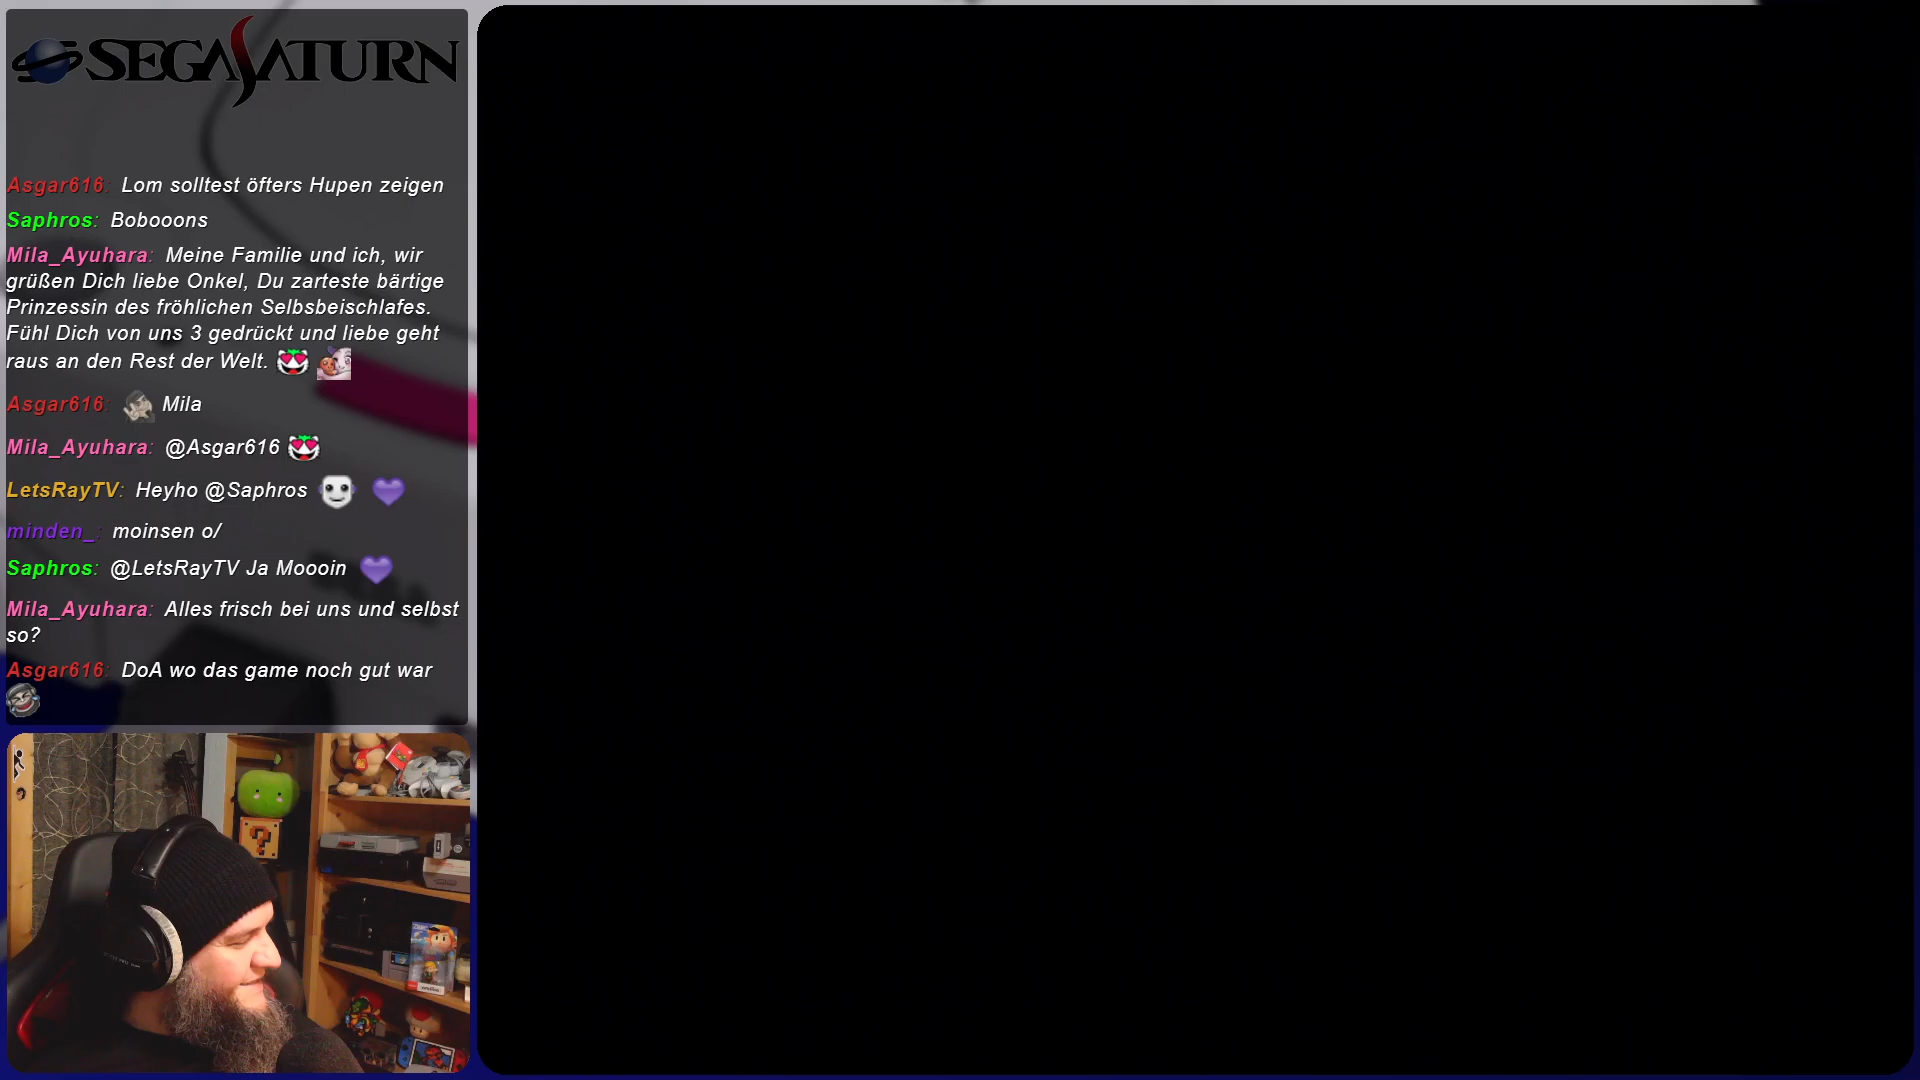 SEGA SATURN
Asgar616: Lom solltest öfters Hupen zeigen
Saphros: Bobooons
Mila_Ayuhara: Meine Familie und ich, wir
grüßen Dich liebe Onkel, Du zarteste bärtige
Prinzessin des fröhlichen Selbsbeischlafes.
Fühl Dich von uns 3 gedrückt und liebe geht
raus an den Rest der Welt.
Asgar616: Mila
Mila_Ayuhara: @Asgar616
LetsRayTV: Heyho @Saphros
minden_: moinsen o/
Saphros: @LetsRayTV Ja Moooin
Mila_Ayuhara: Alles frisch bei uns und selbst
so?
Asgar616: DoA wo das game noch gut war
?